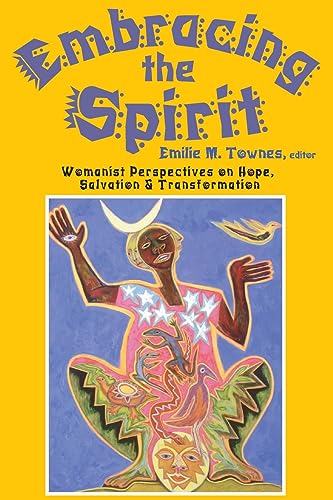 Embracing
the
Spirit
Emilie M. Townes, editor
Womanist Perspectives on Hope,
Salvation & Transformation